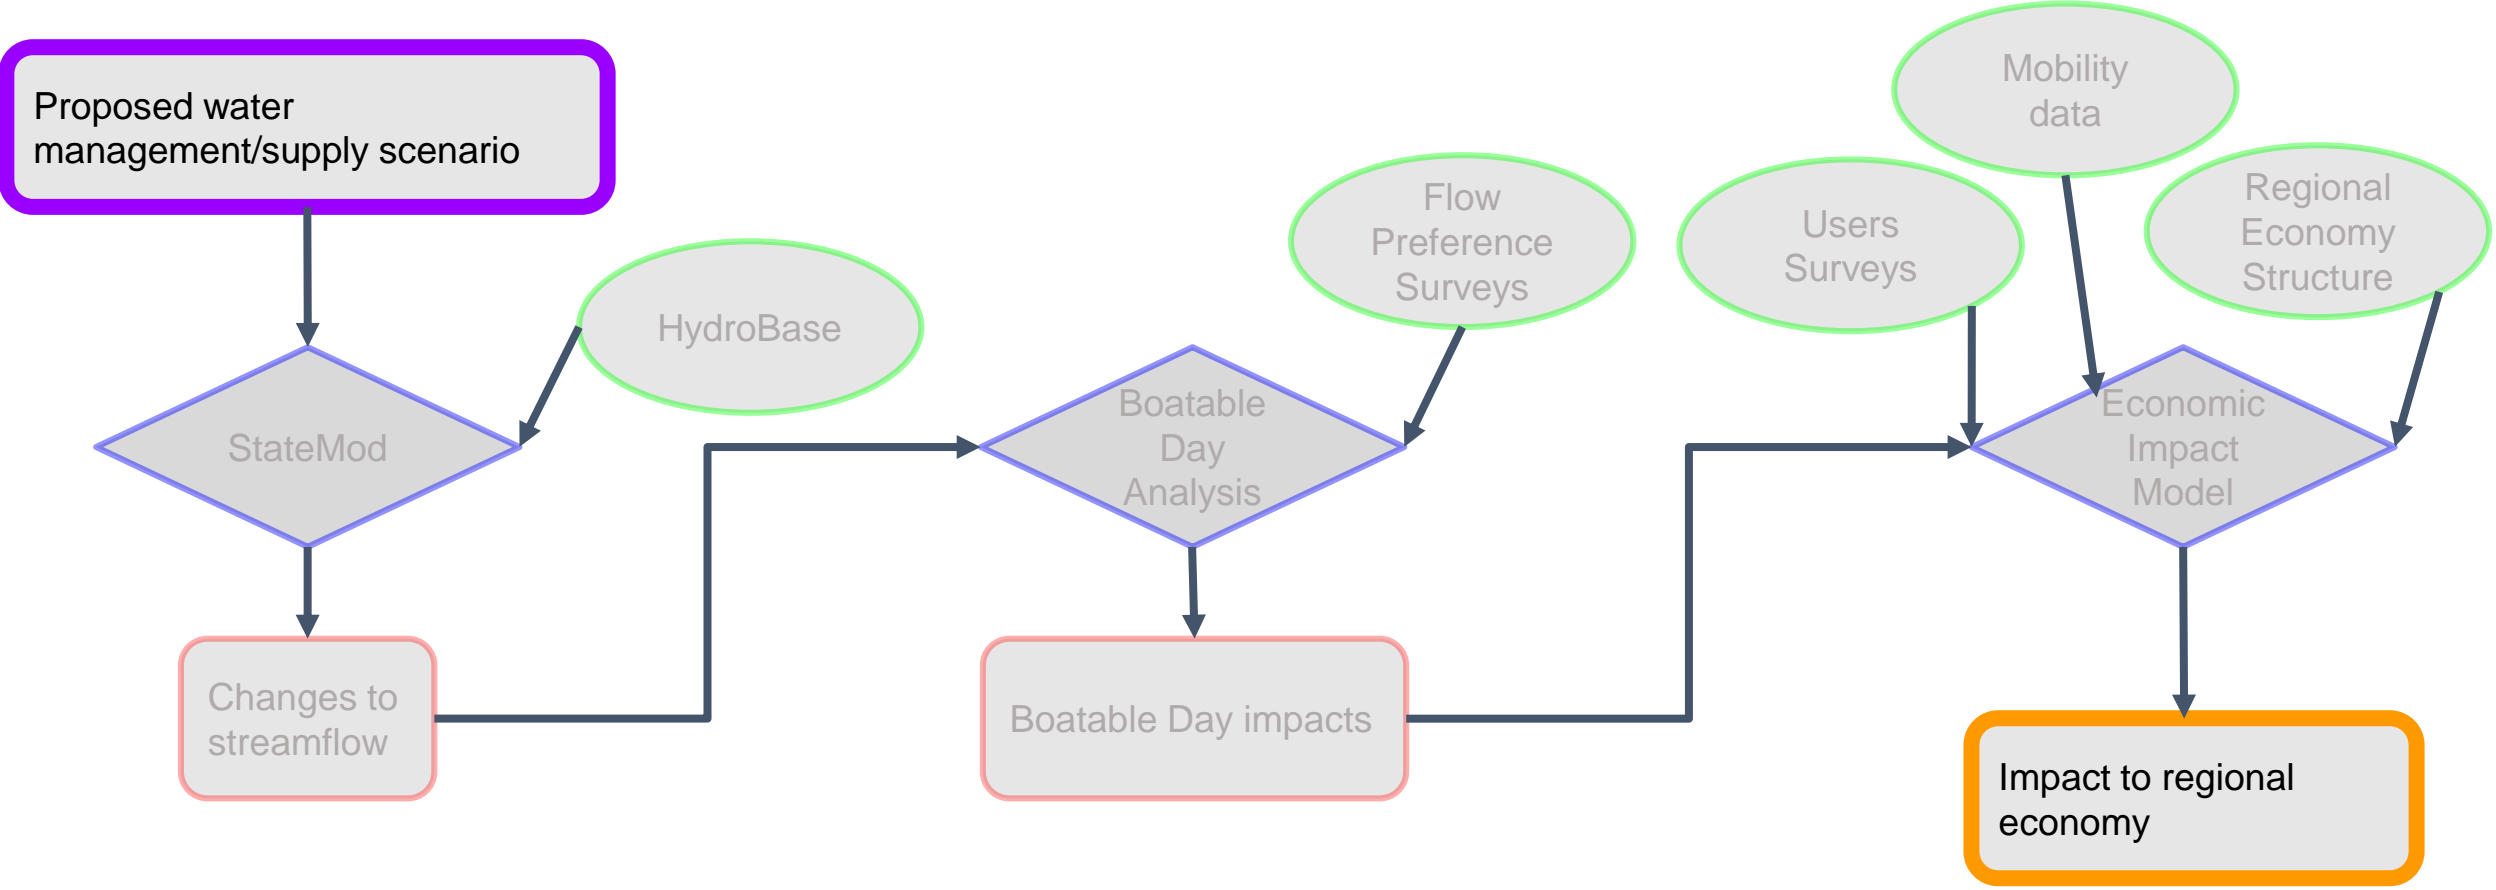 Proposed water
management/supply scenario
StateMod
HydroBase
Changes to
streamflow
Boatable
Day
Analysis
Flow
Preference
Surveys
Boatable Day impacts
Users
Surveys
Mobility
data
Regional
Economy
Structure
Economic
Impact
Model
Impact to regional
economy